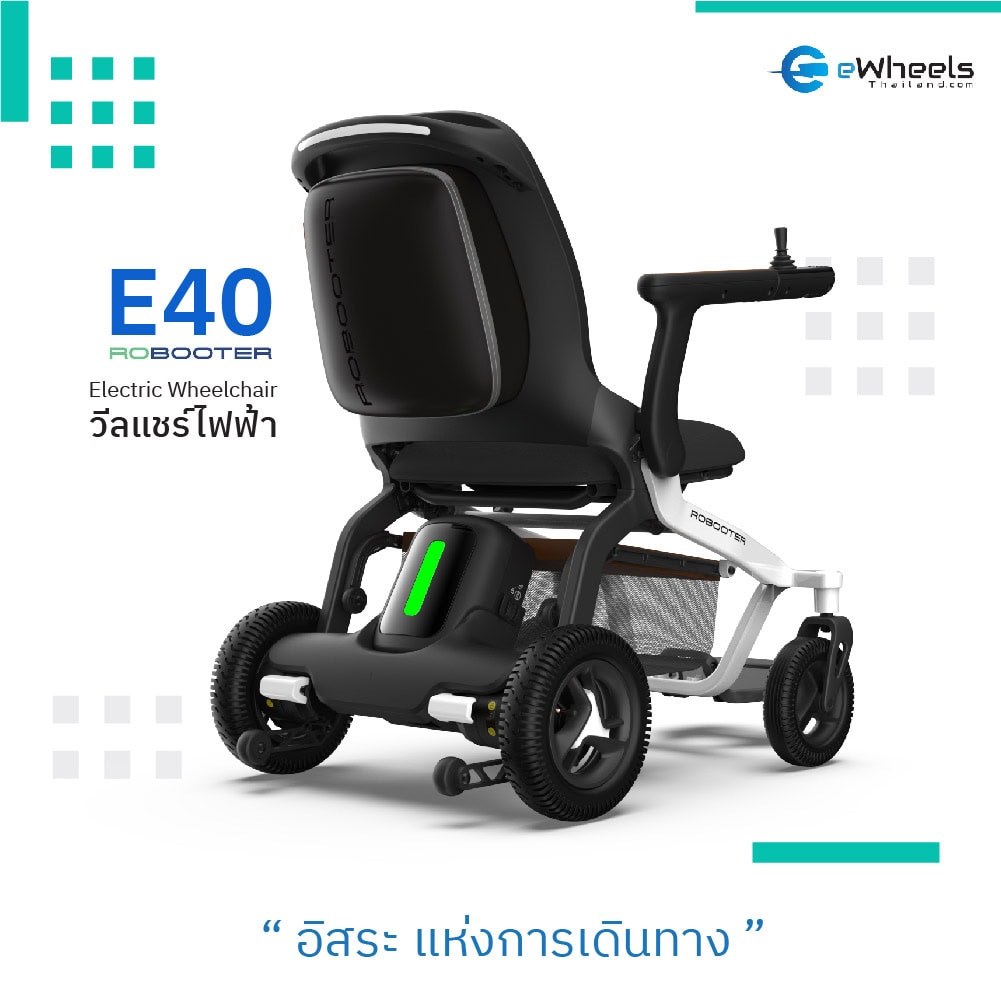 eWheels
Thailand.com
E40
ROBOOTER
Electric Wheelchair
วีลแชร์ไฟฟ้า
ROBOOTER
ROBOOTER
“ อิสระ แห่งการเดินทาง ”